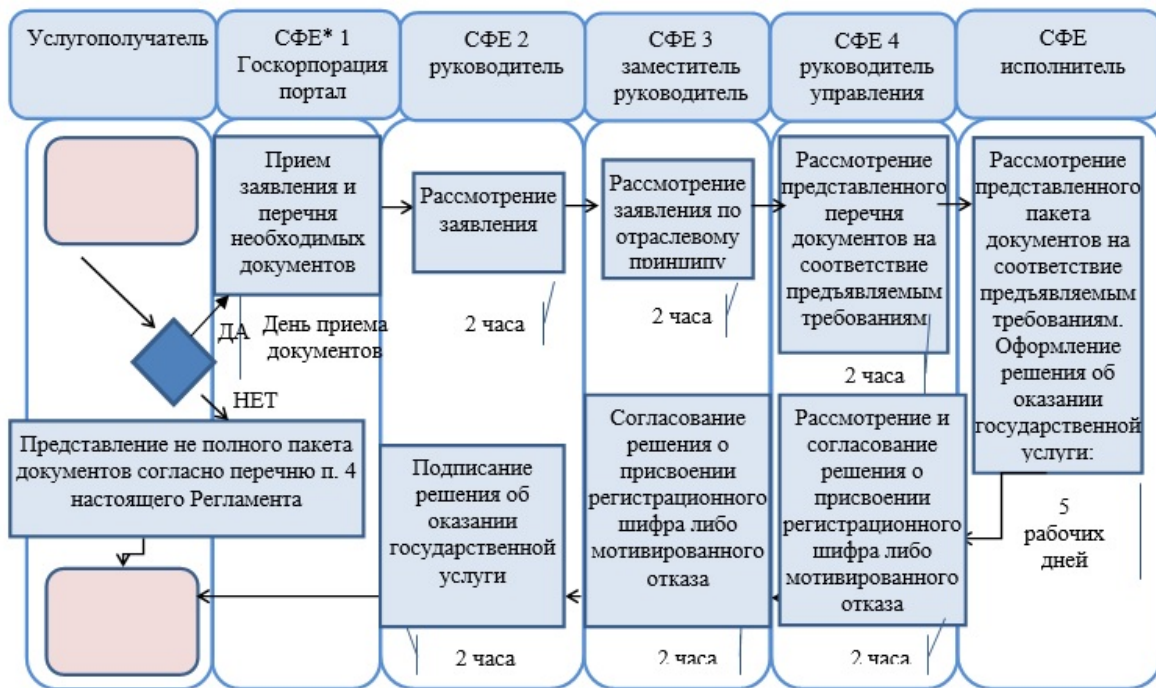 Услугополучатель
СФЕ* 1
Госкорпорация
портал
СФЕ 2
руководитель
СФЕ 3
заместитель
руководитель
СФЕ 4
руководитель
управления
СФЕ
исполнитель
Прием
заявления и
перечня
необходимых
документов
Рассмотрение
заявления
Рассмотрение
заявления по
отраслевому
принципу
Рассмотрение
представленного
перечня
документов на
соответствие
предъявляемым
требованиям
Рассмотрение
представленного
пакета
документов на
соответствие
предъявляемым
требованиям.
Оформление
решения об
оказании
государственной
услуги:
ДА
День приема
документов
2 часа
2 часа
2 часа
НЕТ
Представление не полного пакета
документов согласно перечню п. 4
настоящего Регламента
Подписание
решения об
оказании
государственной
услуги
Согласование
решения о
присвоении
регистрационного
шифра либо
мотивированного
отказа
Рассмотрение и
согласование
решения о
присвоении
регистрационного
шифра либо
мотивированного
отказа
5
рабочих
дней
2 часа
2 часа
2 часа